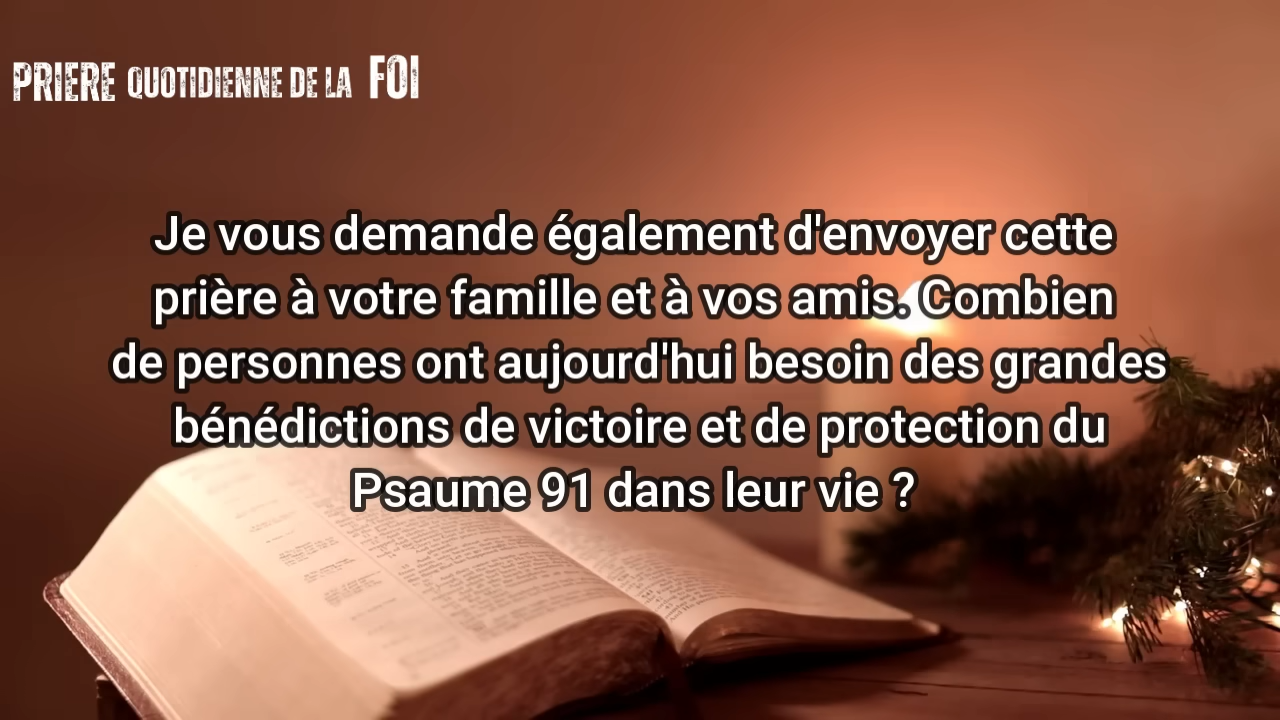 PRIERE QUOTIDIENNE DE LA FOI
Je vous demande également d'envoyer cette
prière à votre famille et à vos amis. Combien
de personnes ont aujourd'hui besoin des grandes
bénédictions de victoire et de protection du
Psaume 91 dans leur vie ?